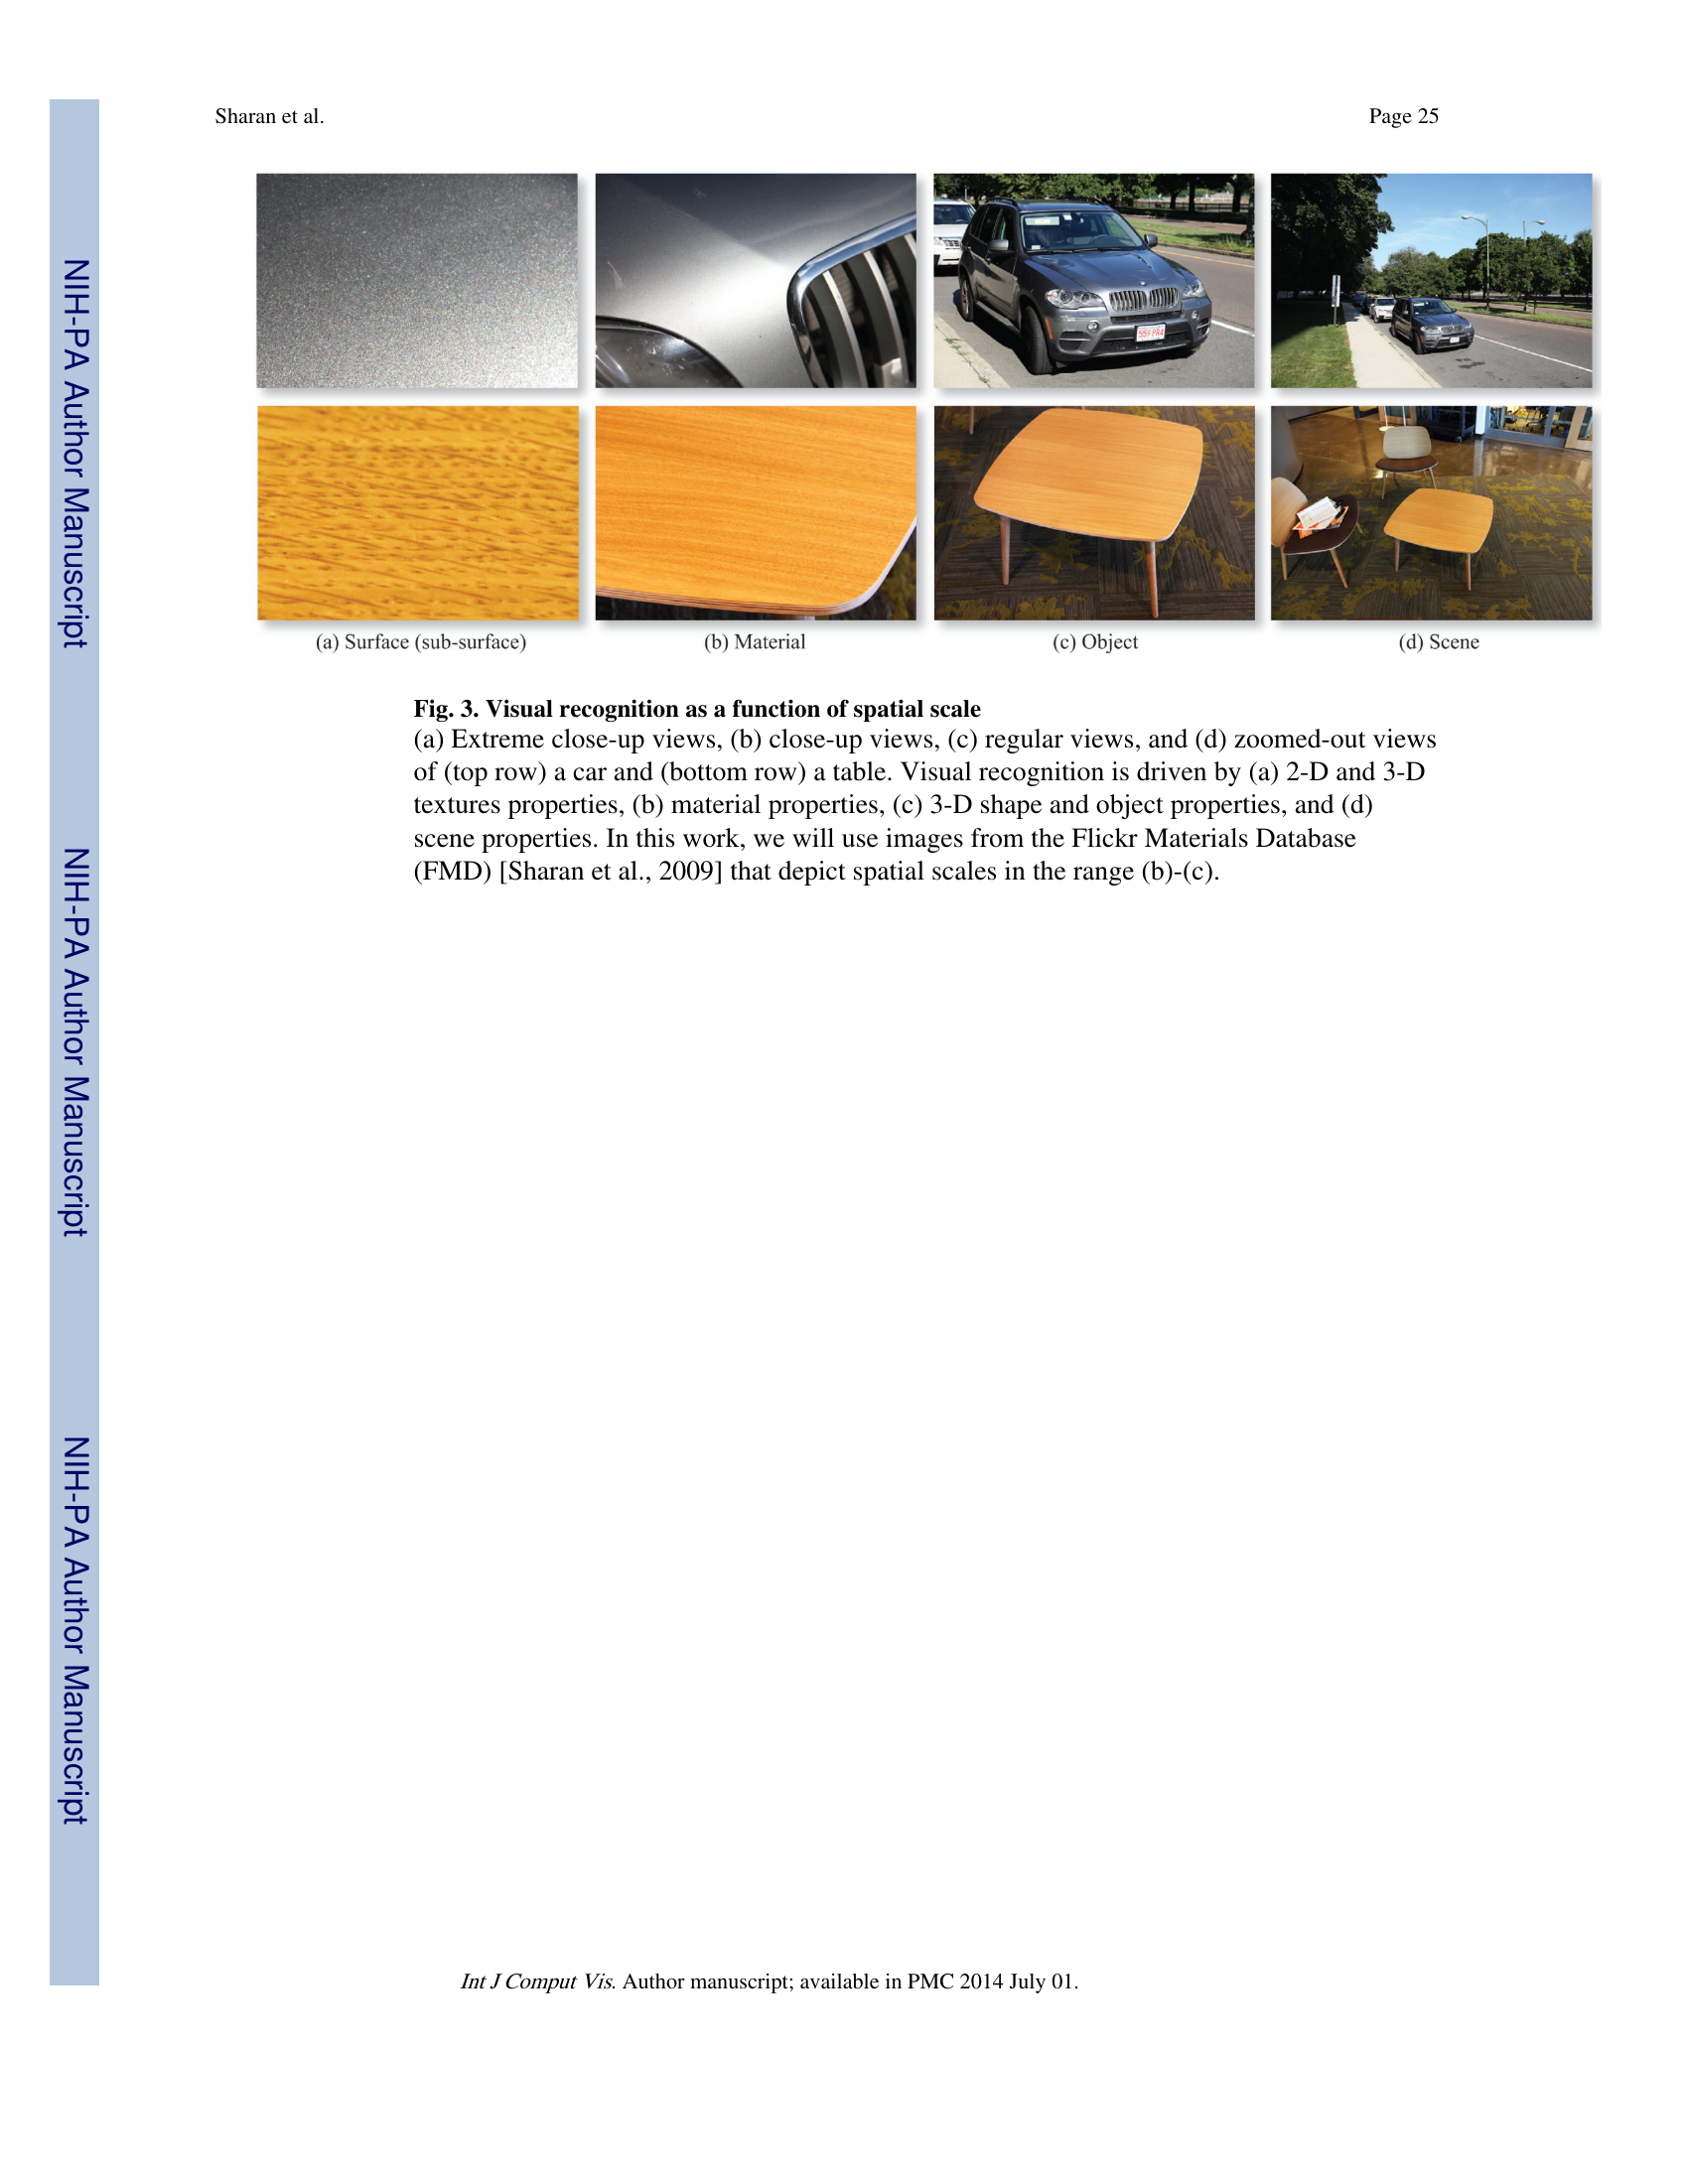 Sharan et al.
Page 25
NIH-PA Author Manuscript
NIH-PA Author Manuscript
NIH-PA Author Manuscript
(a) Surface (sub-surface)
(b) Material
(c) Object
(d) Scene
Fig. 3. Visual recognition as a function of spatial scale
(a) Extreme close-up views, (b) close-up views, (c) regular views, and (d) zoomed-out views
of (top row) a car and (bottom row) a table. Visual recognition is driven by (a) 2-D and 3-D
textures properties, (b) material properties, (c) 3-D shape and object properties, and (d)
scene properties. In this work, we will use images from the Flickr Materials Database
(FMD) [Sharan et al., 2009] that depict spatial scales in the range (b)-(c).
Int J Comput Vis. Author manuscript; available in PMC 2014 July 01.